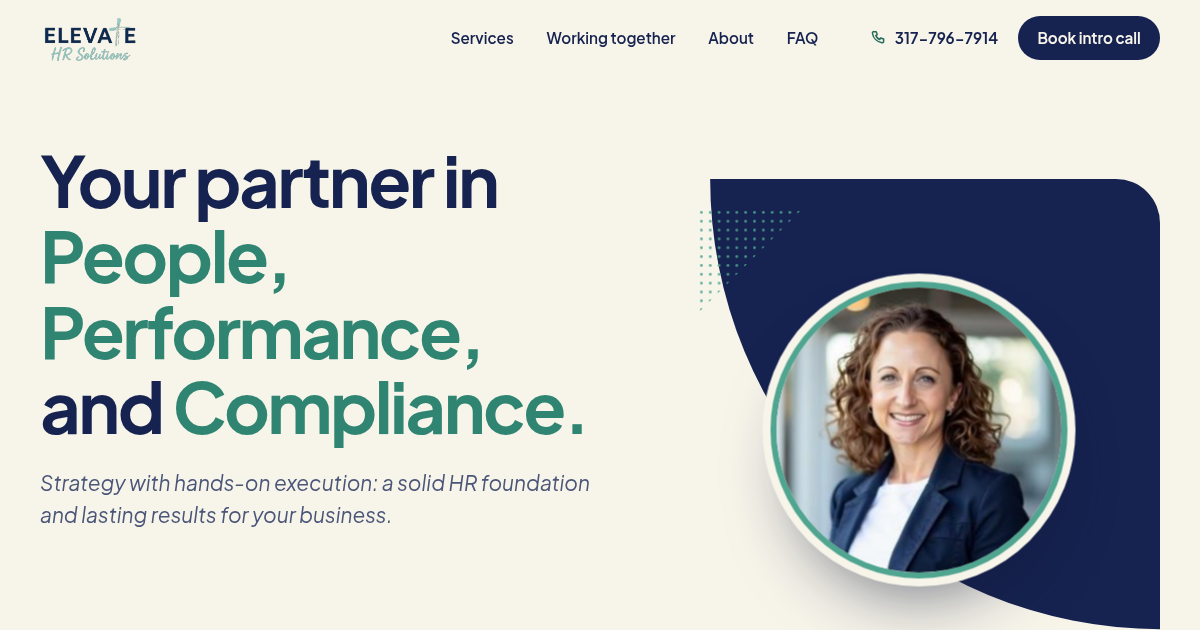 ELEVATE
HR Solutions
Services
Working together
About
FAQ
317-796-7914
Book intro call
Your partner in
People,
Performance,
and Compliance.
Strategy with hands-on execution: a solid HR foundation
and lasting results for your business.